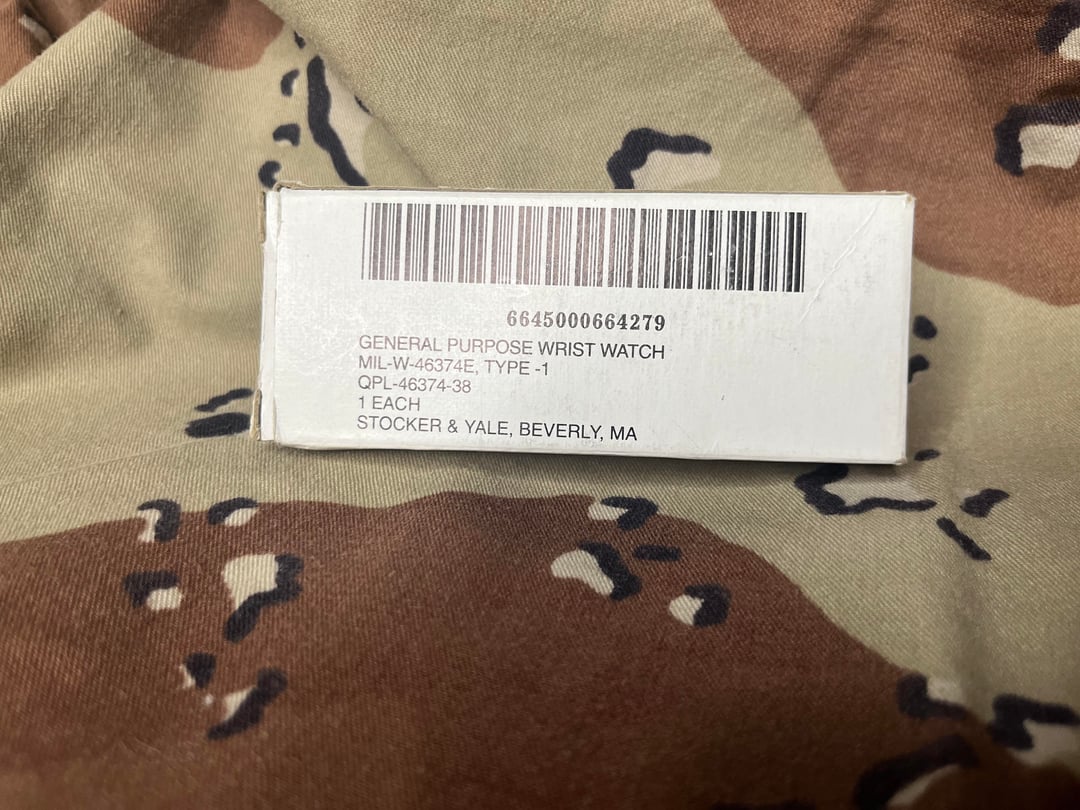 6645000664279
GENERAL PURPOSE WRIST WATCH
MIL-W-46374E, TYPE -1
QPL-46374-38
1 EACH
STOCKER & YALE, BEVERLY, MA